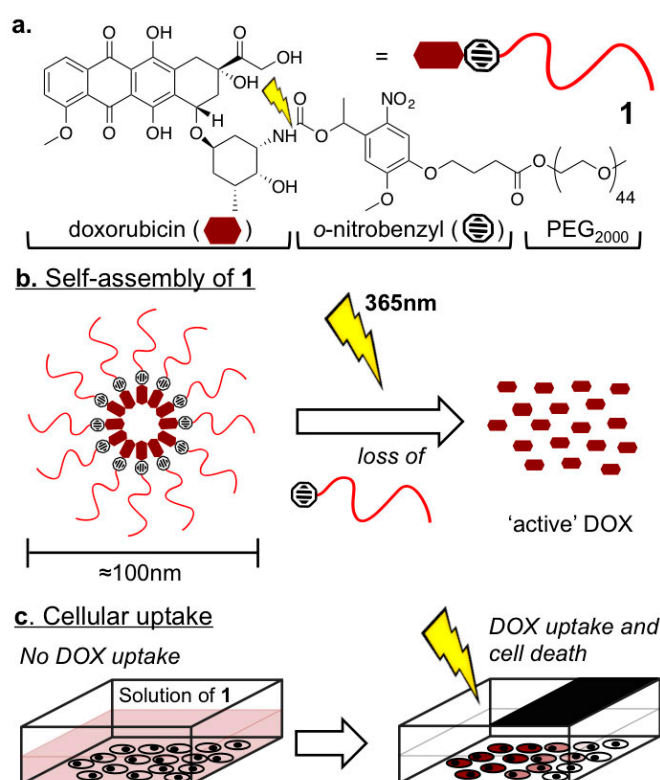 a.
O
OH
O
OH
OH
O
O
O
OH
H
O
NH
OH
O
O
NO₂
O
O
O
O
O
44
=
1
doxorubicin ( )
o-nitrobenzyl ( )
PEG₂₀₀₀
b. Self-assembly of 1
365nm
loss of
'active' DOX
≈100nm
c. Cellular uptake
No DOX uptake
Solution of 1
DOX uptake and
cell death